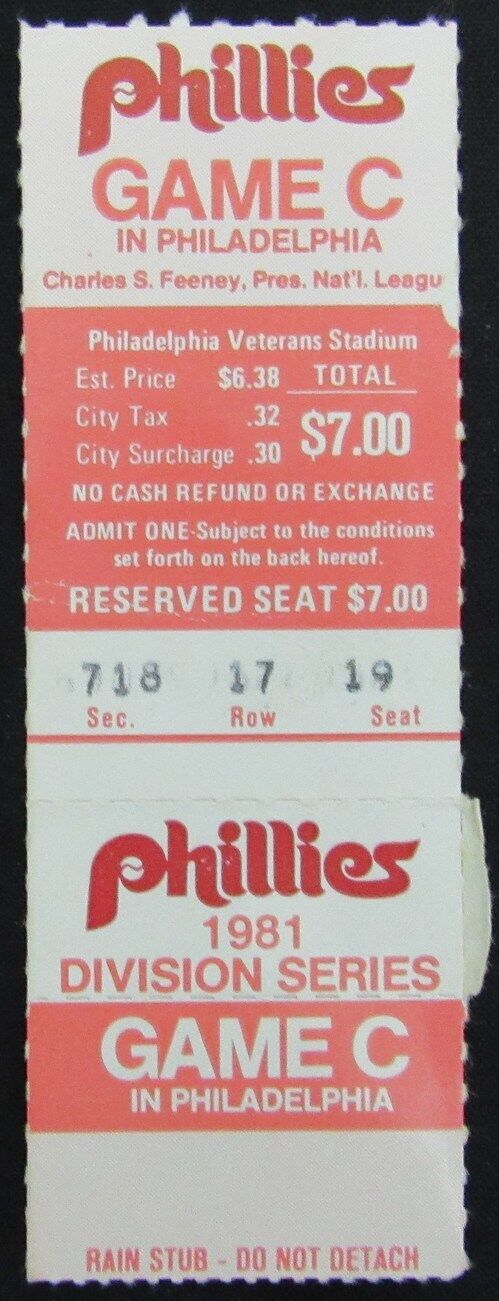 Phillies
GAME C
IN PHILADELPHIA
Charles S. Feeney, Pres. Nat'l. Leagu
Philadelphia Veterans Stadium
Est. Price $6.38 TOTAL
City Tax .32 $7.00
City Surcharge .30
NO CASH REFUND OR EXCHANGE
ADMIT ONE-Subject to the conditions
set forth on the back hereof.
RESERVED SEAT $7.00
718 17 19
Sec. Row Seat
Phillies
1981
DIVISION SERIES
GAME C
IN PHILADELPHIA
RAIN STUB - DO NOT DETACH